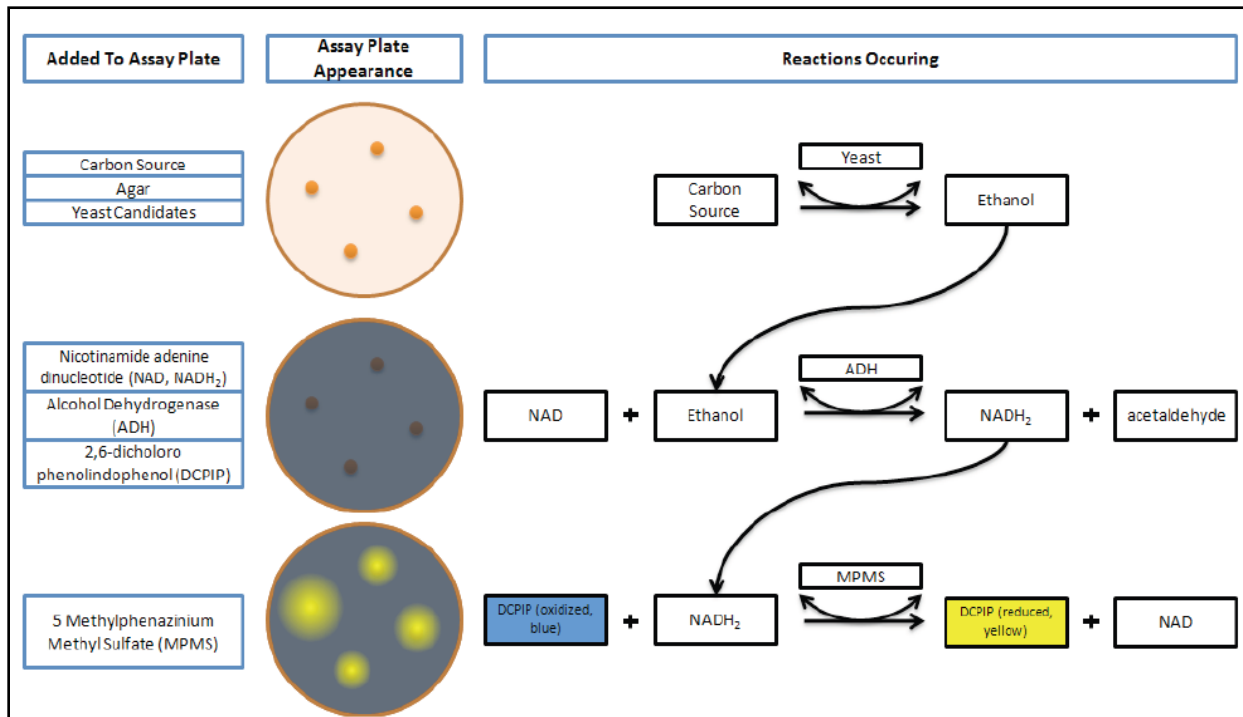 Added To Assay Plate
Assay Plate
Appearance
Reactions Occuring
Carbon Source
Agar
Yeast Candidates
Yeast
Carbon
Source
Ethanol
Nicotinamide adenine
dinucleotide (NAD, NADH₂)
Alcohol Dehydrogenase
(ADH)
2,6-dicholoro
phenolindophenol (DCPIP)
ADH
NAD
+
Ethanol
NADH₂
+
acetaldehyde
5 Methylphenazinium
Methyl Sulfate (MPMS)
MPMS
DCPIP (oxidized,
blue)
+
NADH₂
DCPIP (reduced,
yellow)
+
NAD